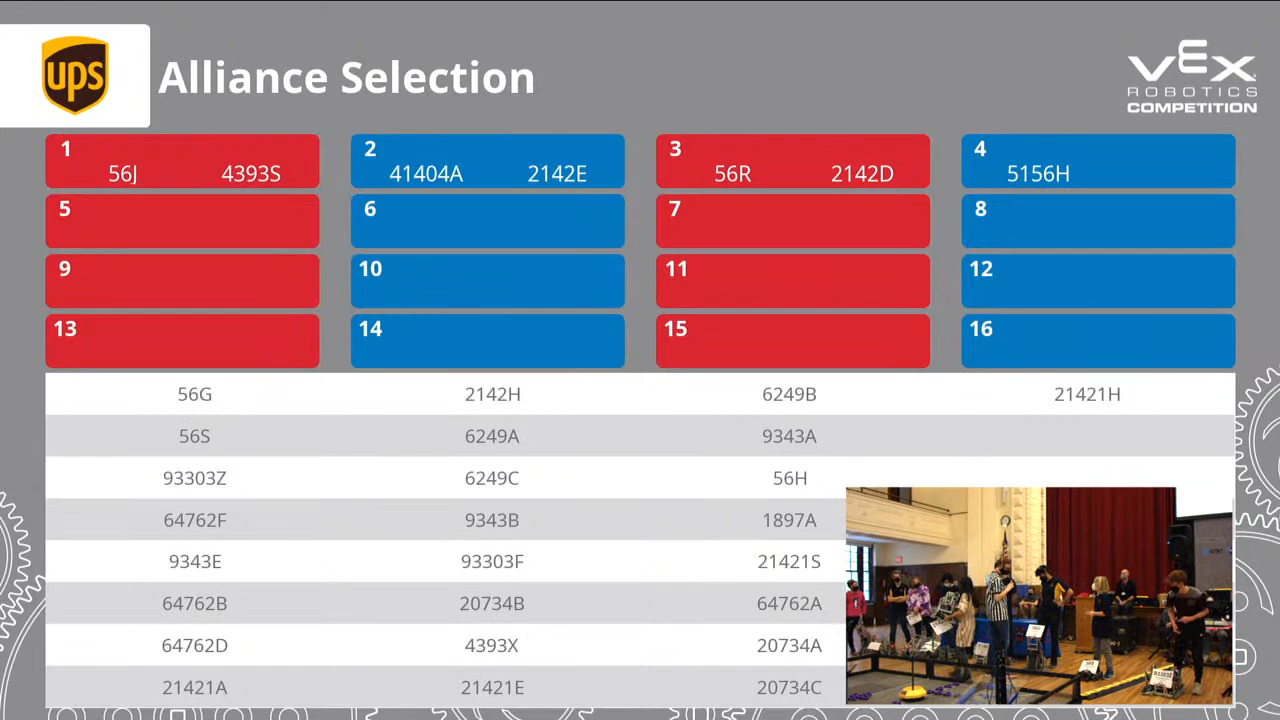 ups
Alliance Selection
VEX
ROBOTICS
COMPETITION
1
56J 4393S
2
41404A 2142E
3
56R 2142D
4
5156H
5
6
7
8
9
10
11
12
13
14
15
16
56G 2142H 6249B 21421H
56S 6249A 9343A
93303Z 6249C 56H
64762F 9343B 1897A
9343E 93303F 21421S
64762B 20734B 64762A
64762D 4393X 20734A
21421A 21421E 20734C